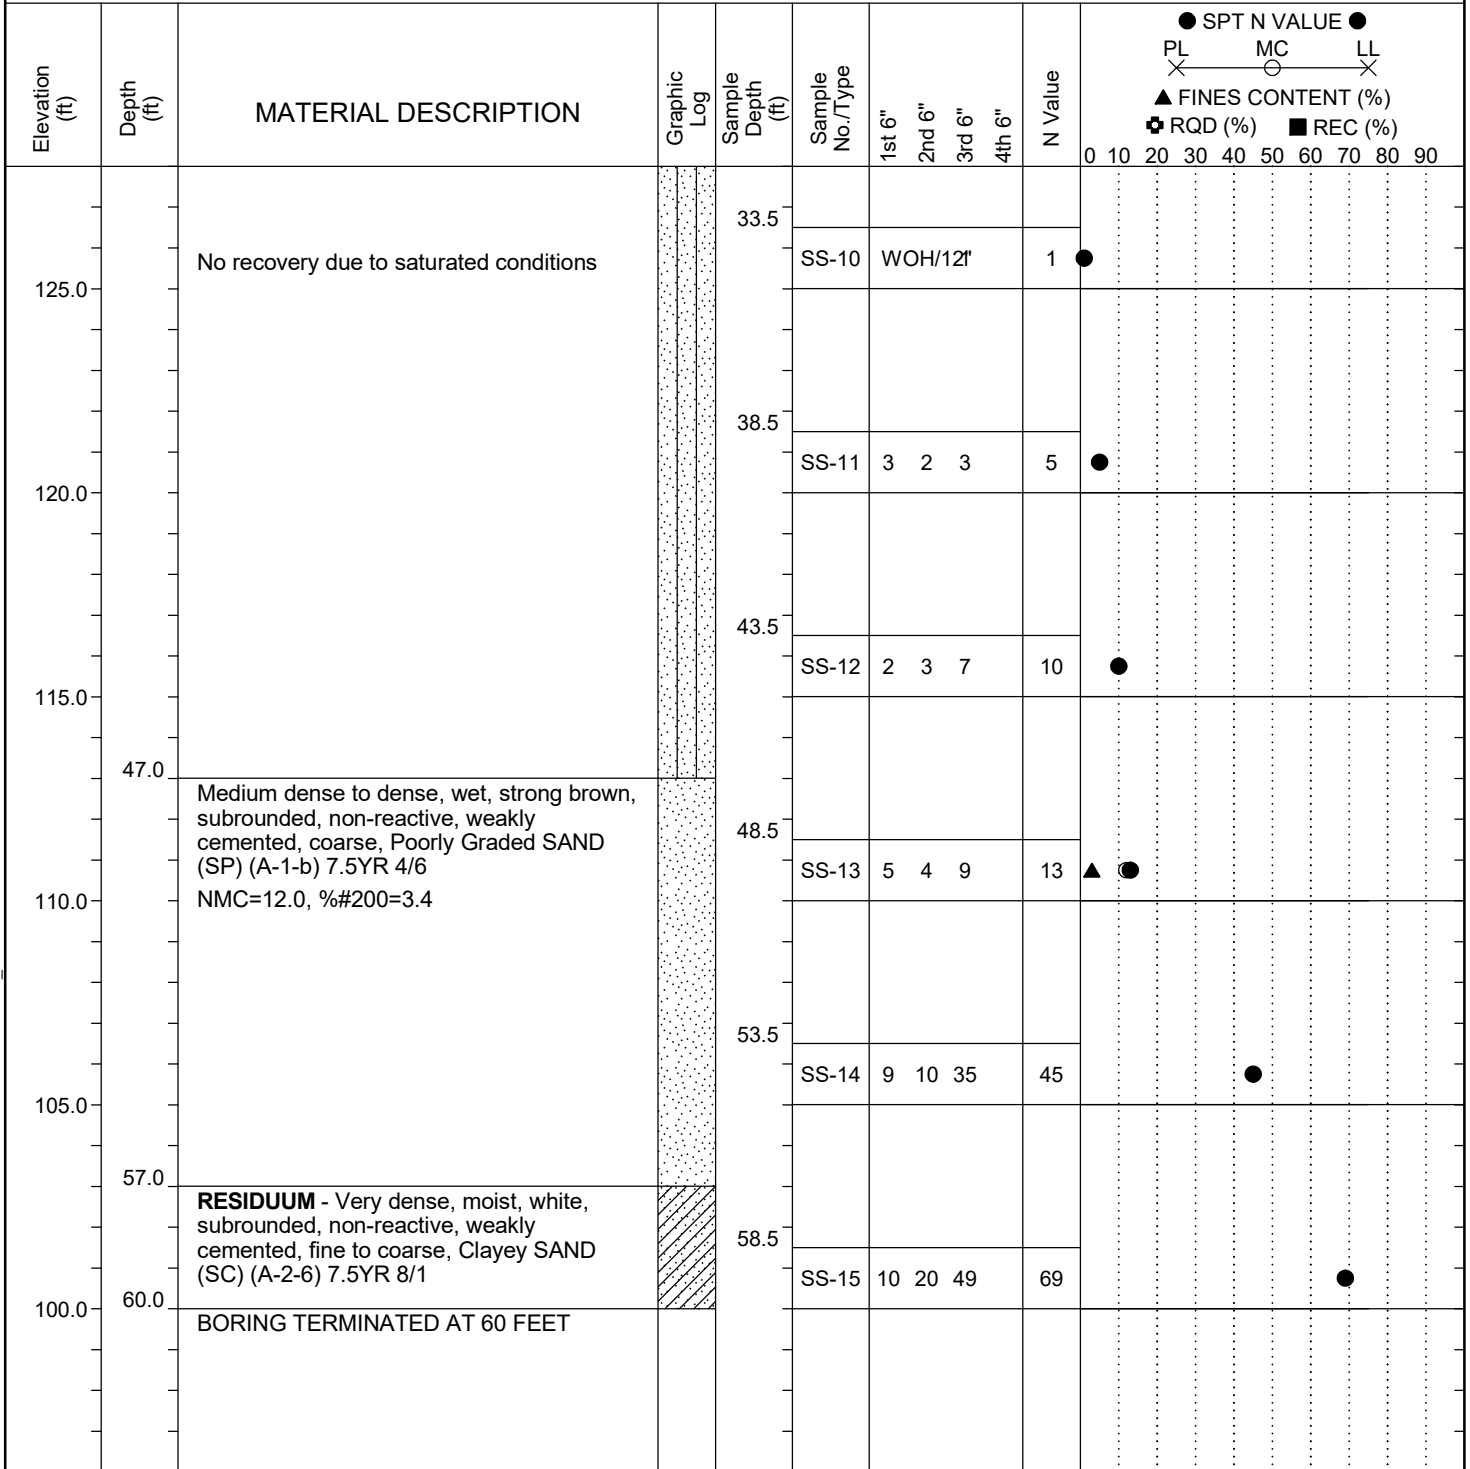 Elevation (ft)
Depth (ft)
MATERIAL DESCRIPTION
Graphic Log
Sample Depth (ft)
Sample No./Type
1st 6"
2nd 6"
3rd 6"
4th 6"
N Value
SPT N VALUE
PL MC LL
FINES CONTENT (%)
RQD (%) REC (%)
0 10 20 30 40 50 60 70 80 90
33.5
No recovery due to saturated conditions
SS-10 WOH/12" 1 1
125.0
38.5
SS-11 3 2 3 5
120.0
43.5
SS-12 2 3 7 10
115.0
47.0
Medium dense to dense, wet, strong brown,
subrounded, non-reactive, weakly
cemented, coarse, Poorly Graded SAND
(SP) (A-1-b) 7.5YR 4/6
48.5
SS-13 5 4 9 13
NMC=12.0, %#200=3.4
110.0
53.5
SS-14 9 10 35 45
105.0
57.0
RESIDUUM - Very dense, moist, white,
subrounded, non-reactive, weakly
cemented, fine to coarse, Clayey SAND
(SC) (A-2-6) 7.5YR 8/1
58.5
SS-15 10 20 49 69
60.0
100.0
BORING TERMINATED AT 60 FEET